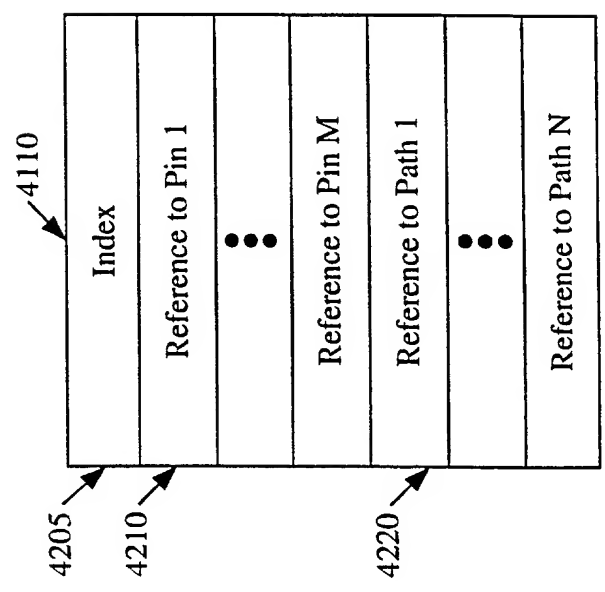 4110
4205
Index
4210
Reference to Pin 1
●●●
Reference to Pin M
4220
Reference to Path 1
●●●
Reference to Path N